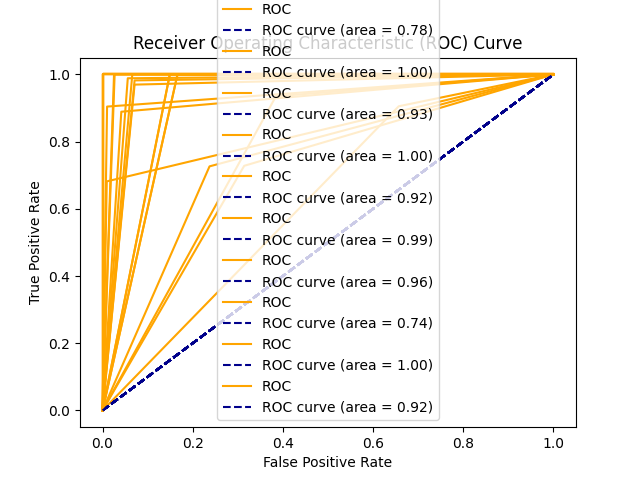 ROC
ROC curve (area = 0.78)
Receiver Operating Characteristic (ROC) Curve
ROC
ROC curve (area = 1.00)
ROC
ROC curve (area = 0.93)
ROC
ROC curve (area = 1.00)
ROC
ROC curve (area = 0.92)
ROC
ROC curve (area = 0.99)
ROC
ROC curve (area = 0.96)
ROC
ROC curve (area = 0.74)
ROC
ROC curve (area = 1.00)
ROC
ROC curve (area = 0.92)
True Positive Rate
1.0
0.8
0.6
0.4
0.2
0.0
0.0 0.2 0.4 0.6 0.8 1.0
False Positive Rate